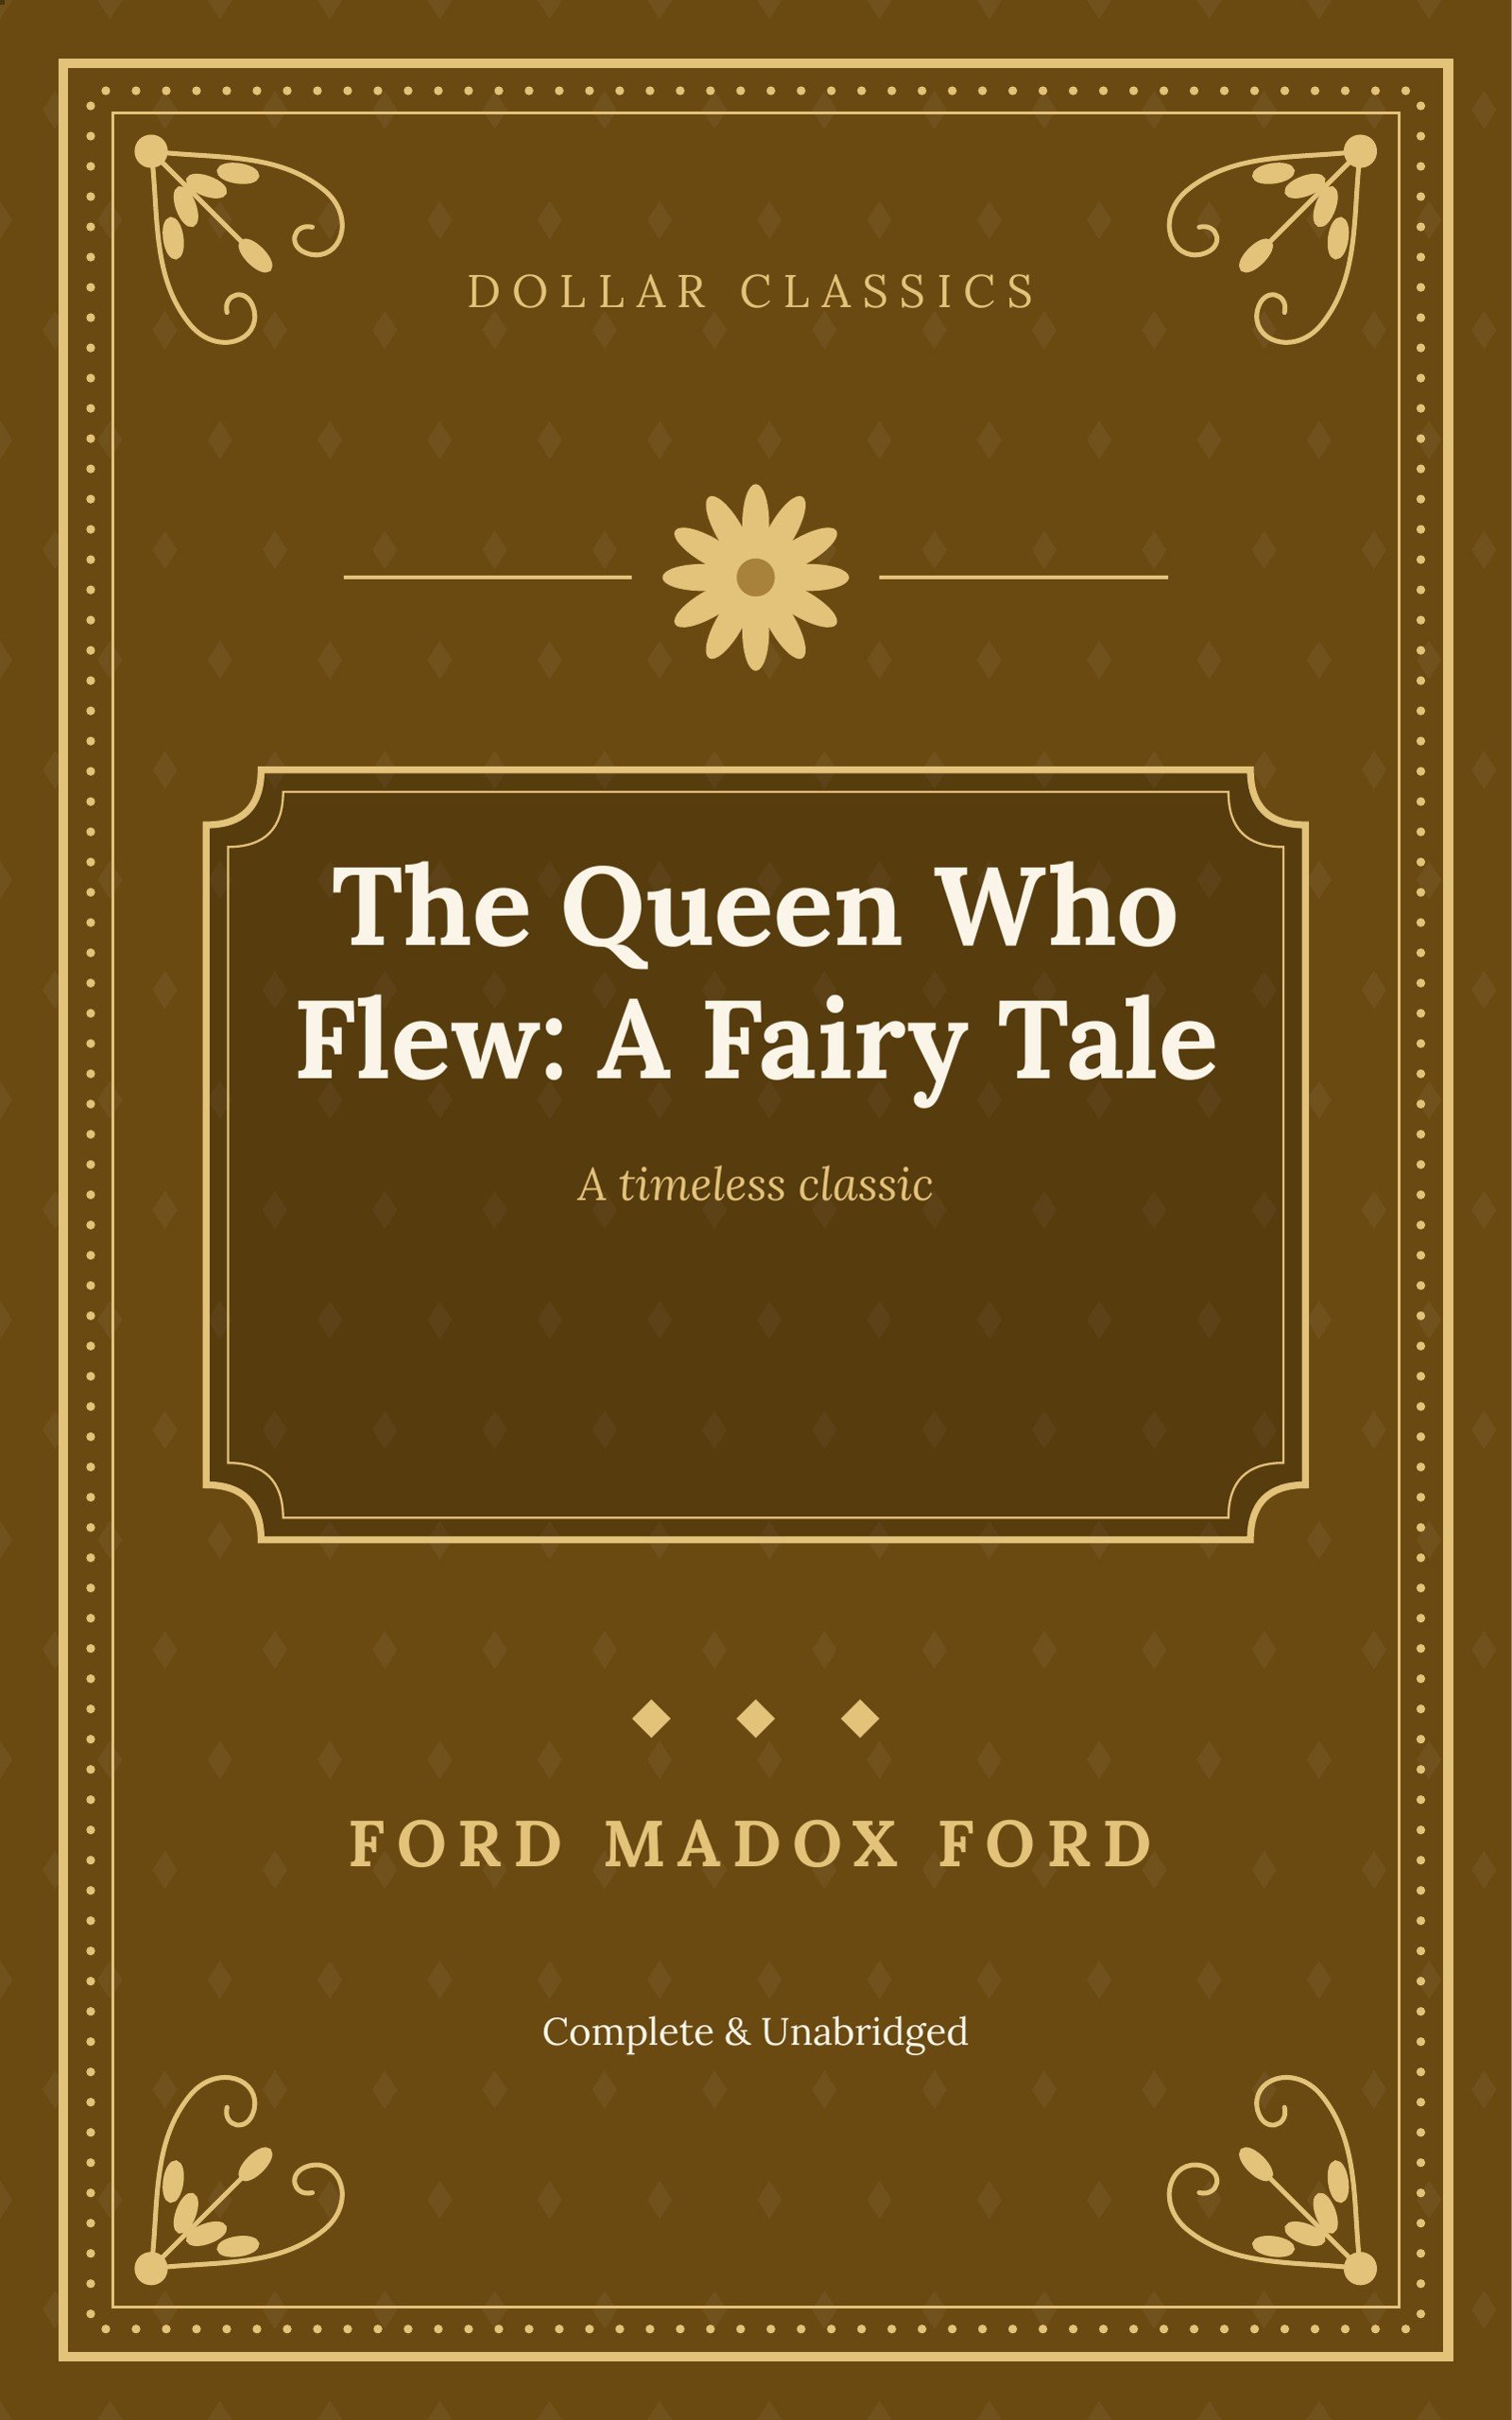 DOLLAR CLASSICS
The Queen Who
Flew: A Fairy Tale
A timeless classic
FORD MADOX FORD
Complete & Unabridged